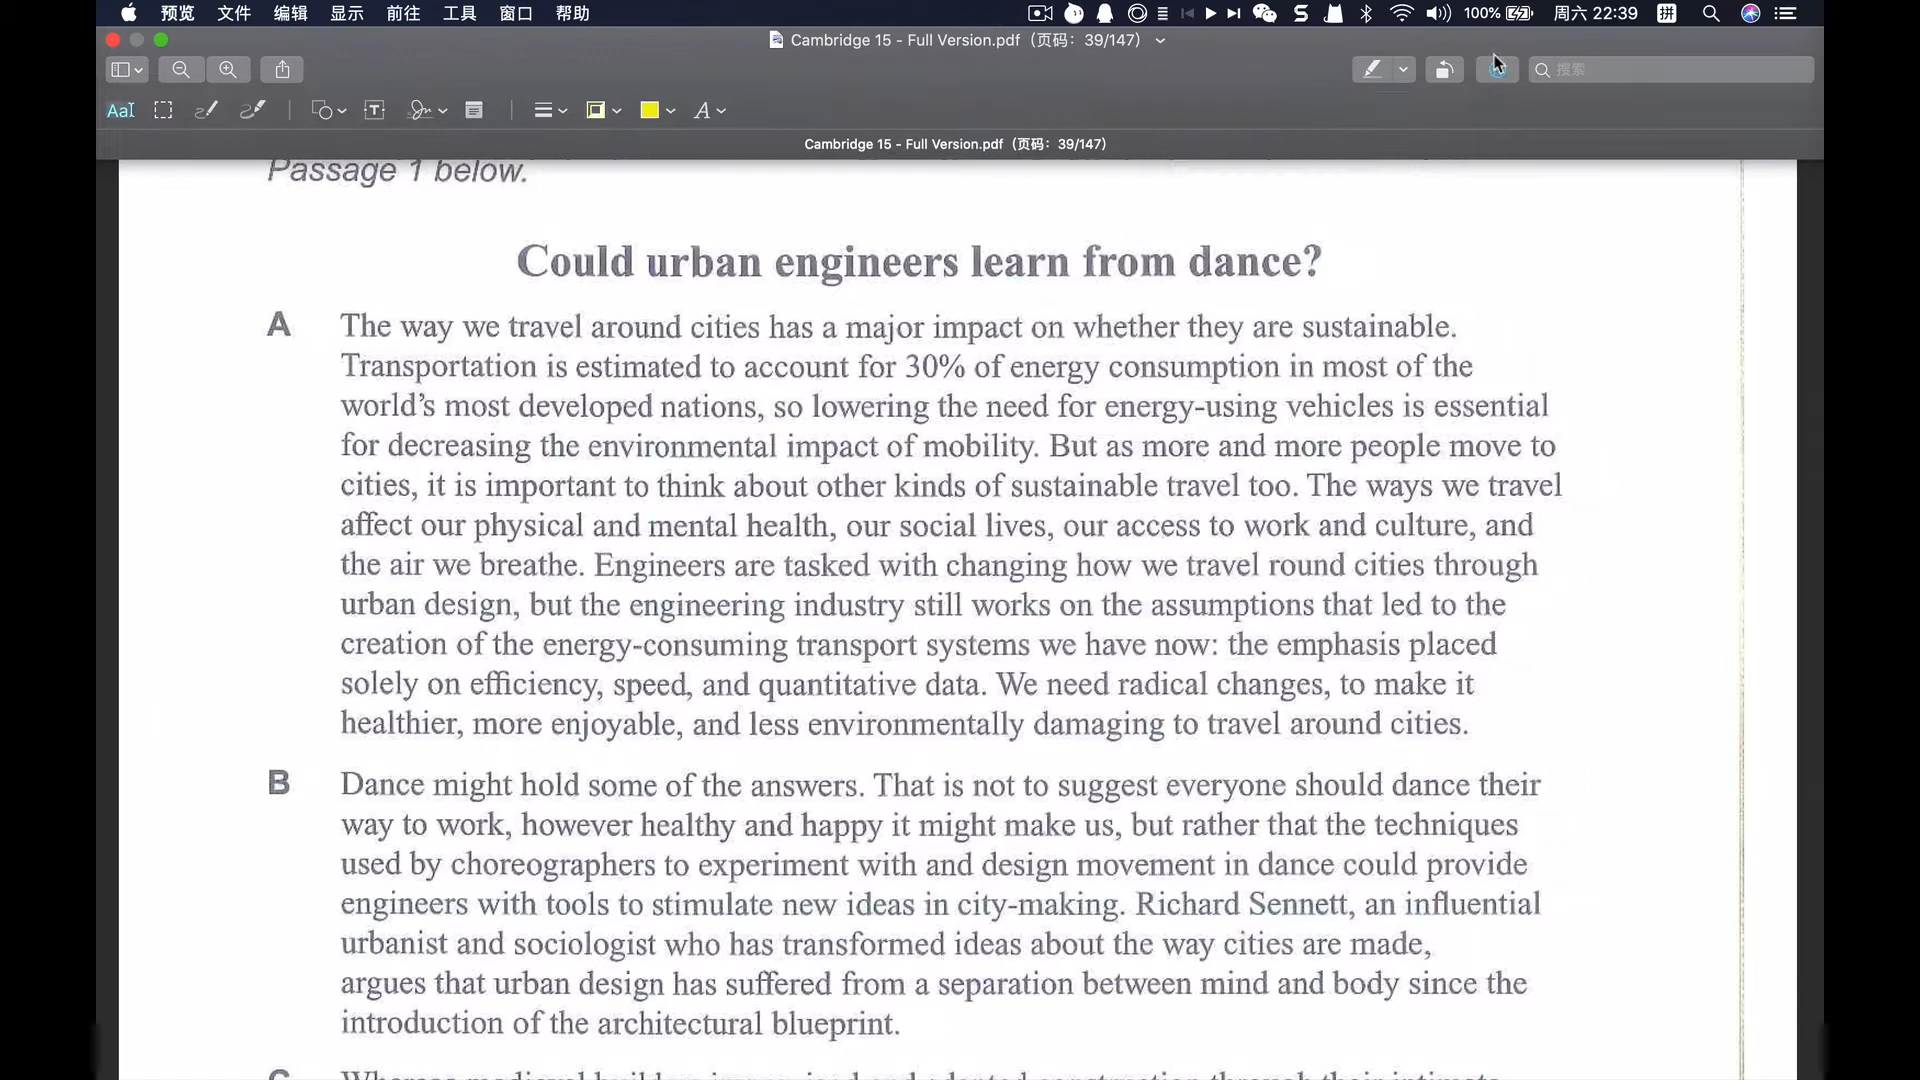 预览 文件 编辑 显示 前往 工具 窗口 帮助 100% 周六 22:39 拼
Cambridge 15 - Full Version.pdf（页码：39/147）
搜索
AaI T A
Cambridge 15 - Full Version.pdf（页码：39/147）
Passage 1 below.
Could urban engineers learn from dance?
A The way we travel around cities has a major impact on whether they are sustainable.
Transportation is estimated to account for 30% of energy consumption in most of the
world's most developed nations, so lowering the need for energy-using vehicles is essential
for decreasing the environmental impact of mobility. But as more and more people move to
cities, it is important to think about other kinds of sustainable travel too. The ways we travel
affect our physical and mental health, our social lives, our access to work and culture, and
the air we breathe. Engineers are tasked with changing how we travel round cities through
urban design, but the engineering industry still works on the assumptions that led to the
creation of the energy-consuming transport systems we have now: the emphasis placed
solely on efficiency, speed, and quantitative data. We need radical changes, to make it
healthier, more enjoyable, and less environmentally damaging to travel around cities.
B Dance might hold some of the answers. That is not to suggest everyone should dance their
way to work, however healthy and happy it might make us, but rather that the techniques
used by choreographers to experiment with and design movement in dance could provide
engineers with tools to stimulate new ideas in city-making. Richard Sennett, an influential
urbanist and sociologist who has transformed ideas about the way cities are made,
argues that urban design has suffered from a separation between mind and body since the
introduction of the architectural blueprint.